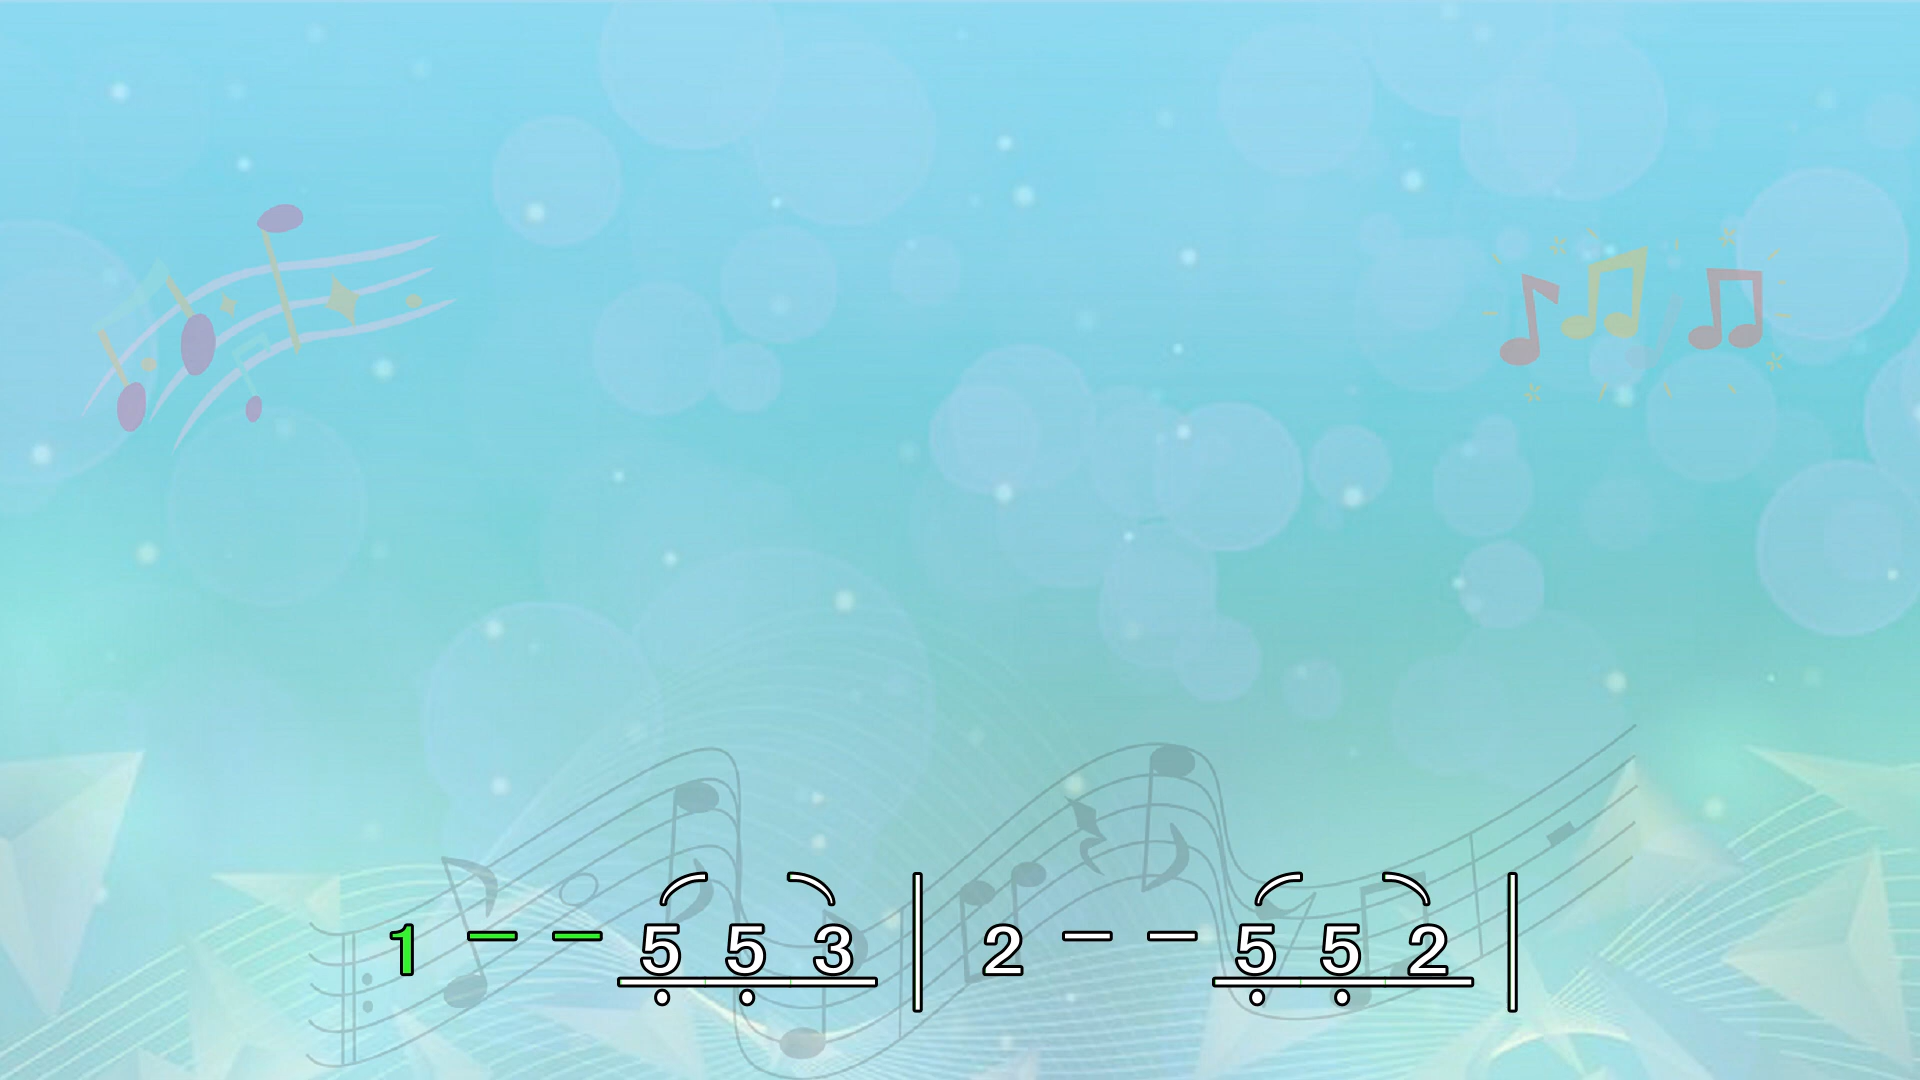 1 – – 5 5 3 | 2 – – 5 5 2 |